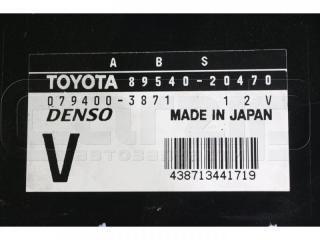 A B S
TOYOTA 89540-20470
079400-3871 12V
DENSO MADE IN JAPAN
V
438713441719